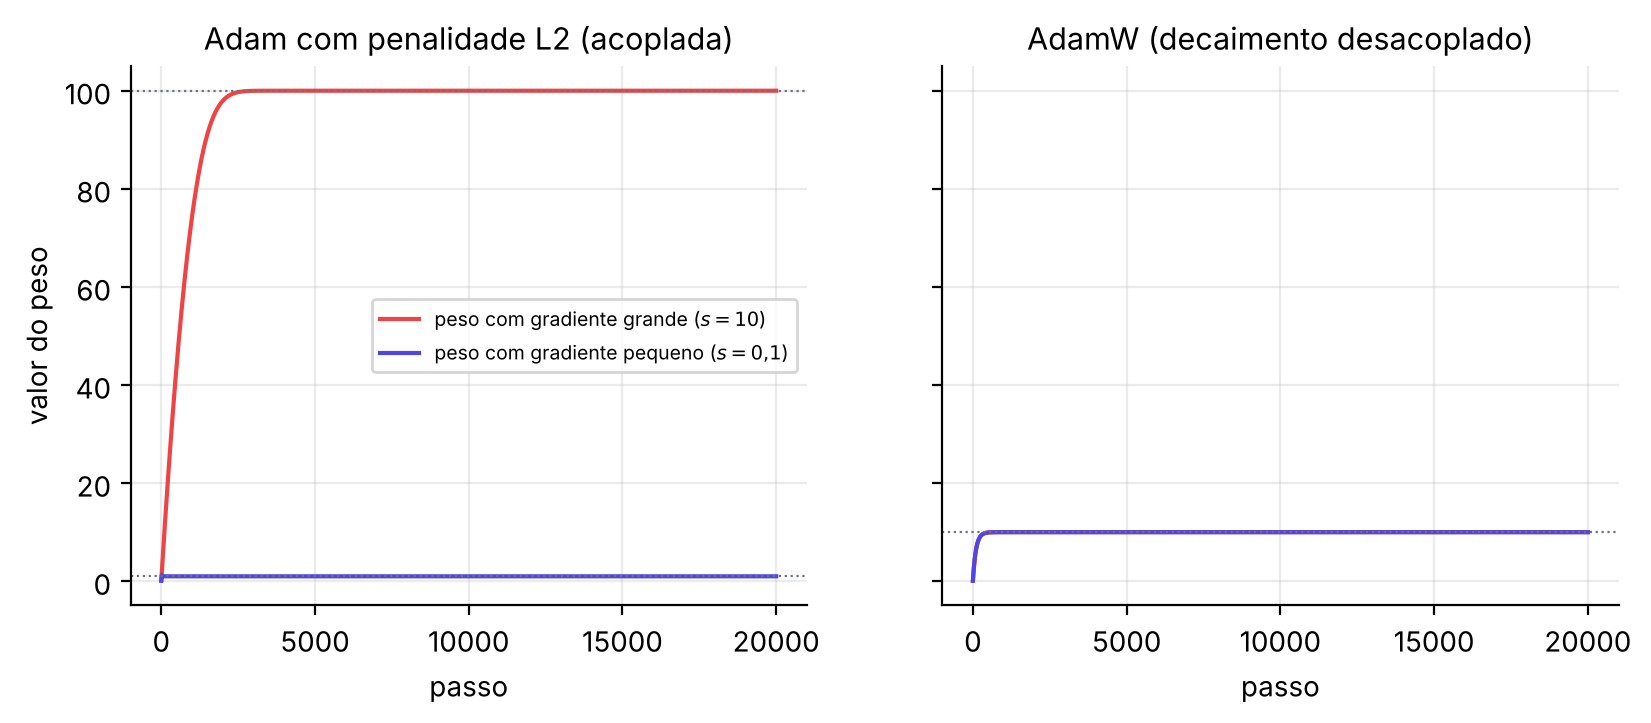 Adam com penalidade L2 (acoplada)
valor do peso
100
80
60
40
20
0
peso com gradiente grande (s = 10)
peso com gradiente pequeno (s = 0,1)
0 5000 10000 15000 20000
passo
AdamW (decaimento desacoplado)
0 5000 10000 15000 20000
passo